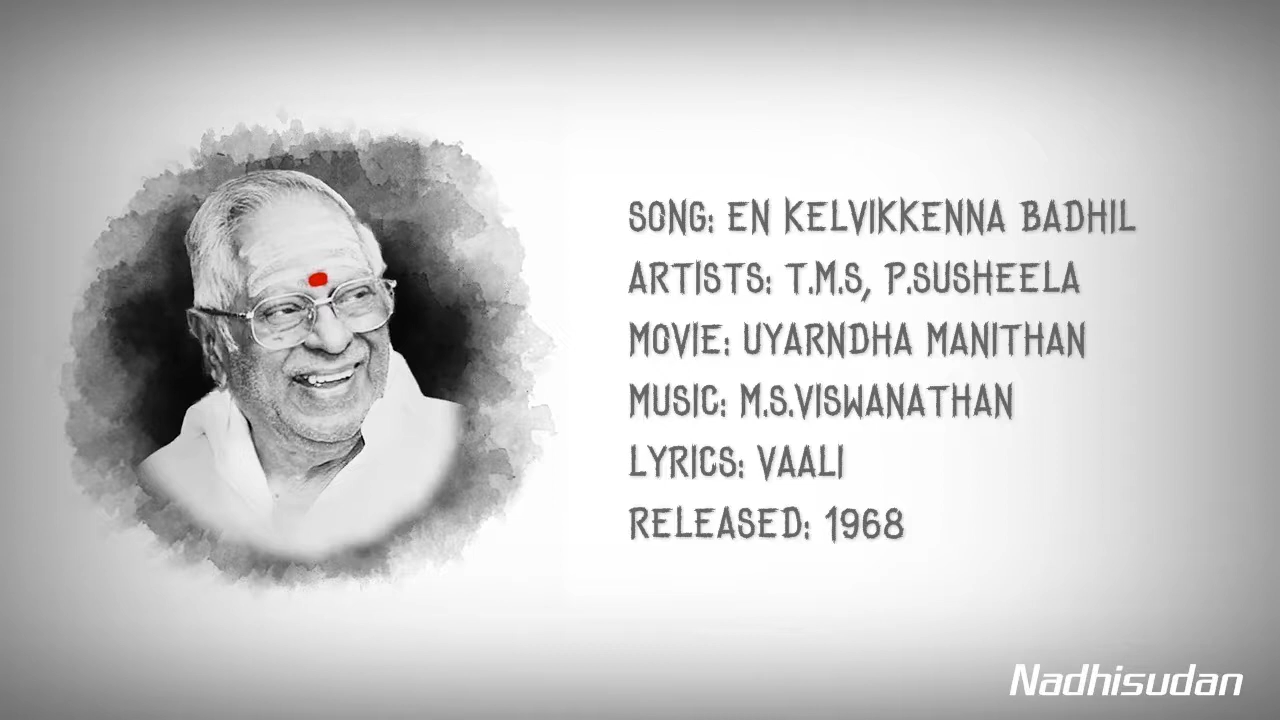 SONG: EN KELVIKKENNA BADHIL
ARTISTS: T.M.S, P.SUSHEELA
MOVIE: UYARNDHA MANITHAN
MUSIC: M.S.VISWANATHAN
LYRICS: VAALI
RELEASED: 1968
Nadhisudan